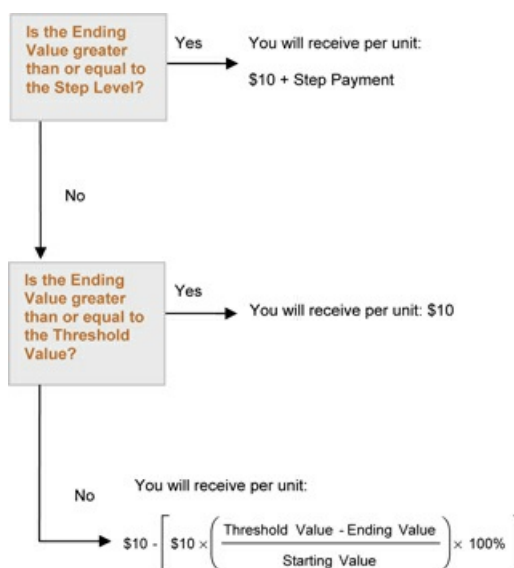 Is the Ending
Value greater
than or equal to
the Step Level?
Yes
You will receive per unit:
$10 + Step Payment
No
Is the Ending
Value greater
than or equal to
the Threshold
Value?
Yes
You will receive per unit: $10
No
You will receive per unit:
$10 - [ $10 × ( Threshold Value - Ending Value
Starting Value ) × 100%